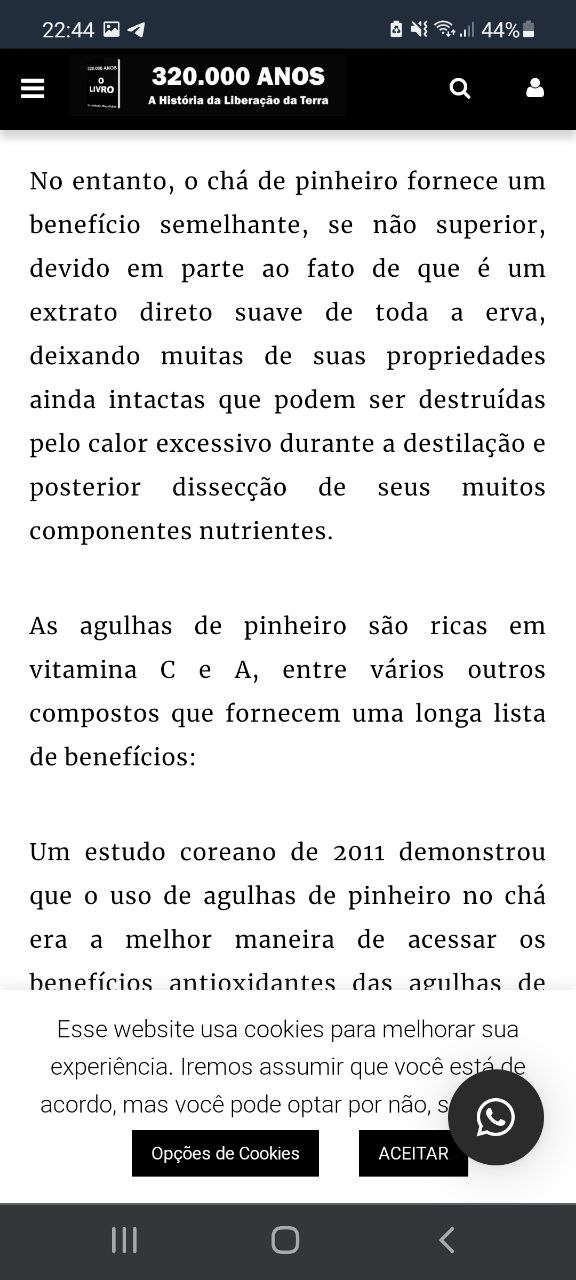 22:44 44%
320.000 ANOS
O
LIVRO
320.000 ANOS
A História da Liberação da Terra
No entanto, o chá de pinheiro fornece um
benefício semelhante, se não superior,
devido em parte ao fato de que é um
extrato direto suave de toda a erva,
deixando muitas de suas propriedades
ainda intactas que podem ser destruídas
pelo calor excessivo durante a destilação e
posterior dissecção de seus muitos
componentes nutrientes.
As agulhas de pinheiro são ricas em
vitamina C e A, entre vários outros
compostos que fornecem uma longa lista
de benefícios:
Um estudo coreano de 2011 demonstrou
que o uso de agulhas de pinheiro no chá
era a melhor maneira de acessar os
benefícios antioxidantes das agulhas de
Esse website usa cookies para melhorar sua
experiência. Iremos assumir que você está de
acordo, mas você pode optar por não, s
Opções de Cookies ACEITAR